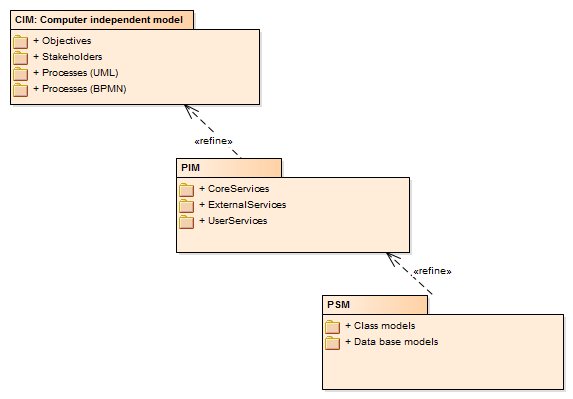 CIM: Computer independent model
+ Objectives
+ Stakeholders
+ Processes (UML)
+ Processes (BPMN)
«refine»
PIM
+ CoreServices
+ ExternalServices
+ UserServices
«refine»
PSM
+ Class models
+ Data base models